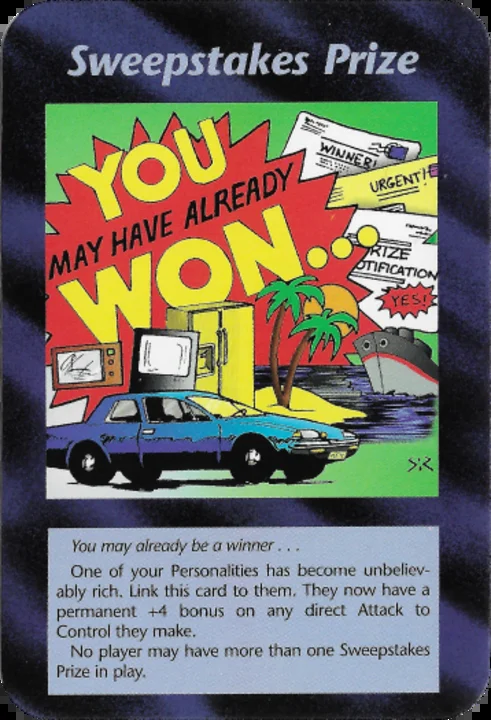 Sweepstakes Prize
YOU
MAY HAVE ALREADY
WON...
WINNER!
URGENT!!
RIZE
OTIFICATION
YES!
You may already be a winner . . .
One of your Personalities has become unbeliev-
ably rich. Link this card to them. They now have a
permanent +4 bonus on any direct Attack to
Control they make.
No player may have more than one Sweepstakes
Prize in play.